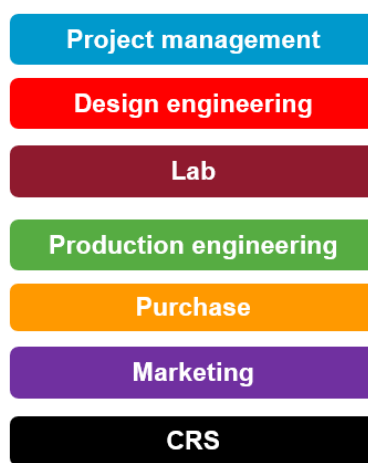 Project management
Design engineering
Lab
Production engineering
Purchase
Marketing
CRS